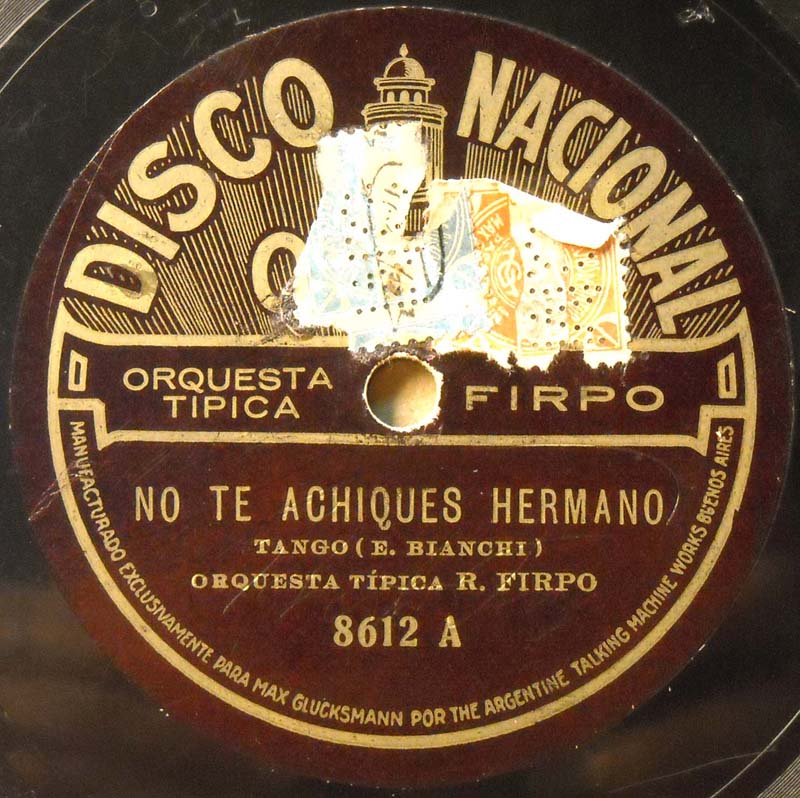 DISCO NACIONAL
ORQUESTA
TIPICA
FIRPO
NO TE ACHIQUES HERMANO
TANGO ( E. BIANCHI )
ORQUESTA TÍPICA R. FIRPO
8612 A
MANUFACTURADO EXCLUSIVAMENTE PARA MAX GLUCKSMANN POR THE ARGENTINE TALKING MACHINE WORKS BUENOS AIRES